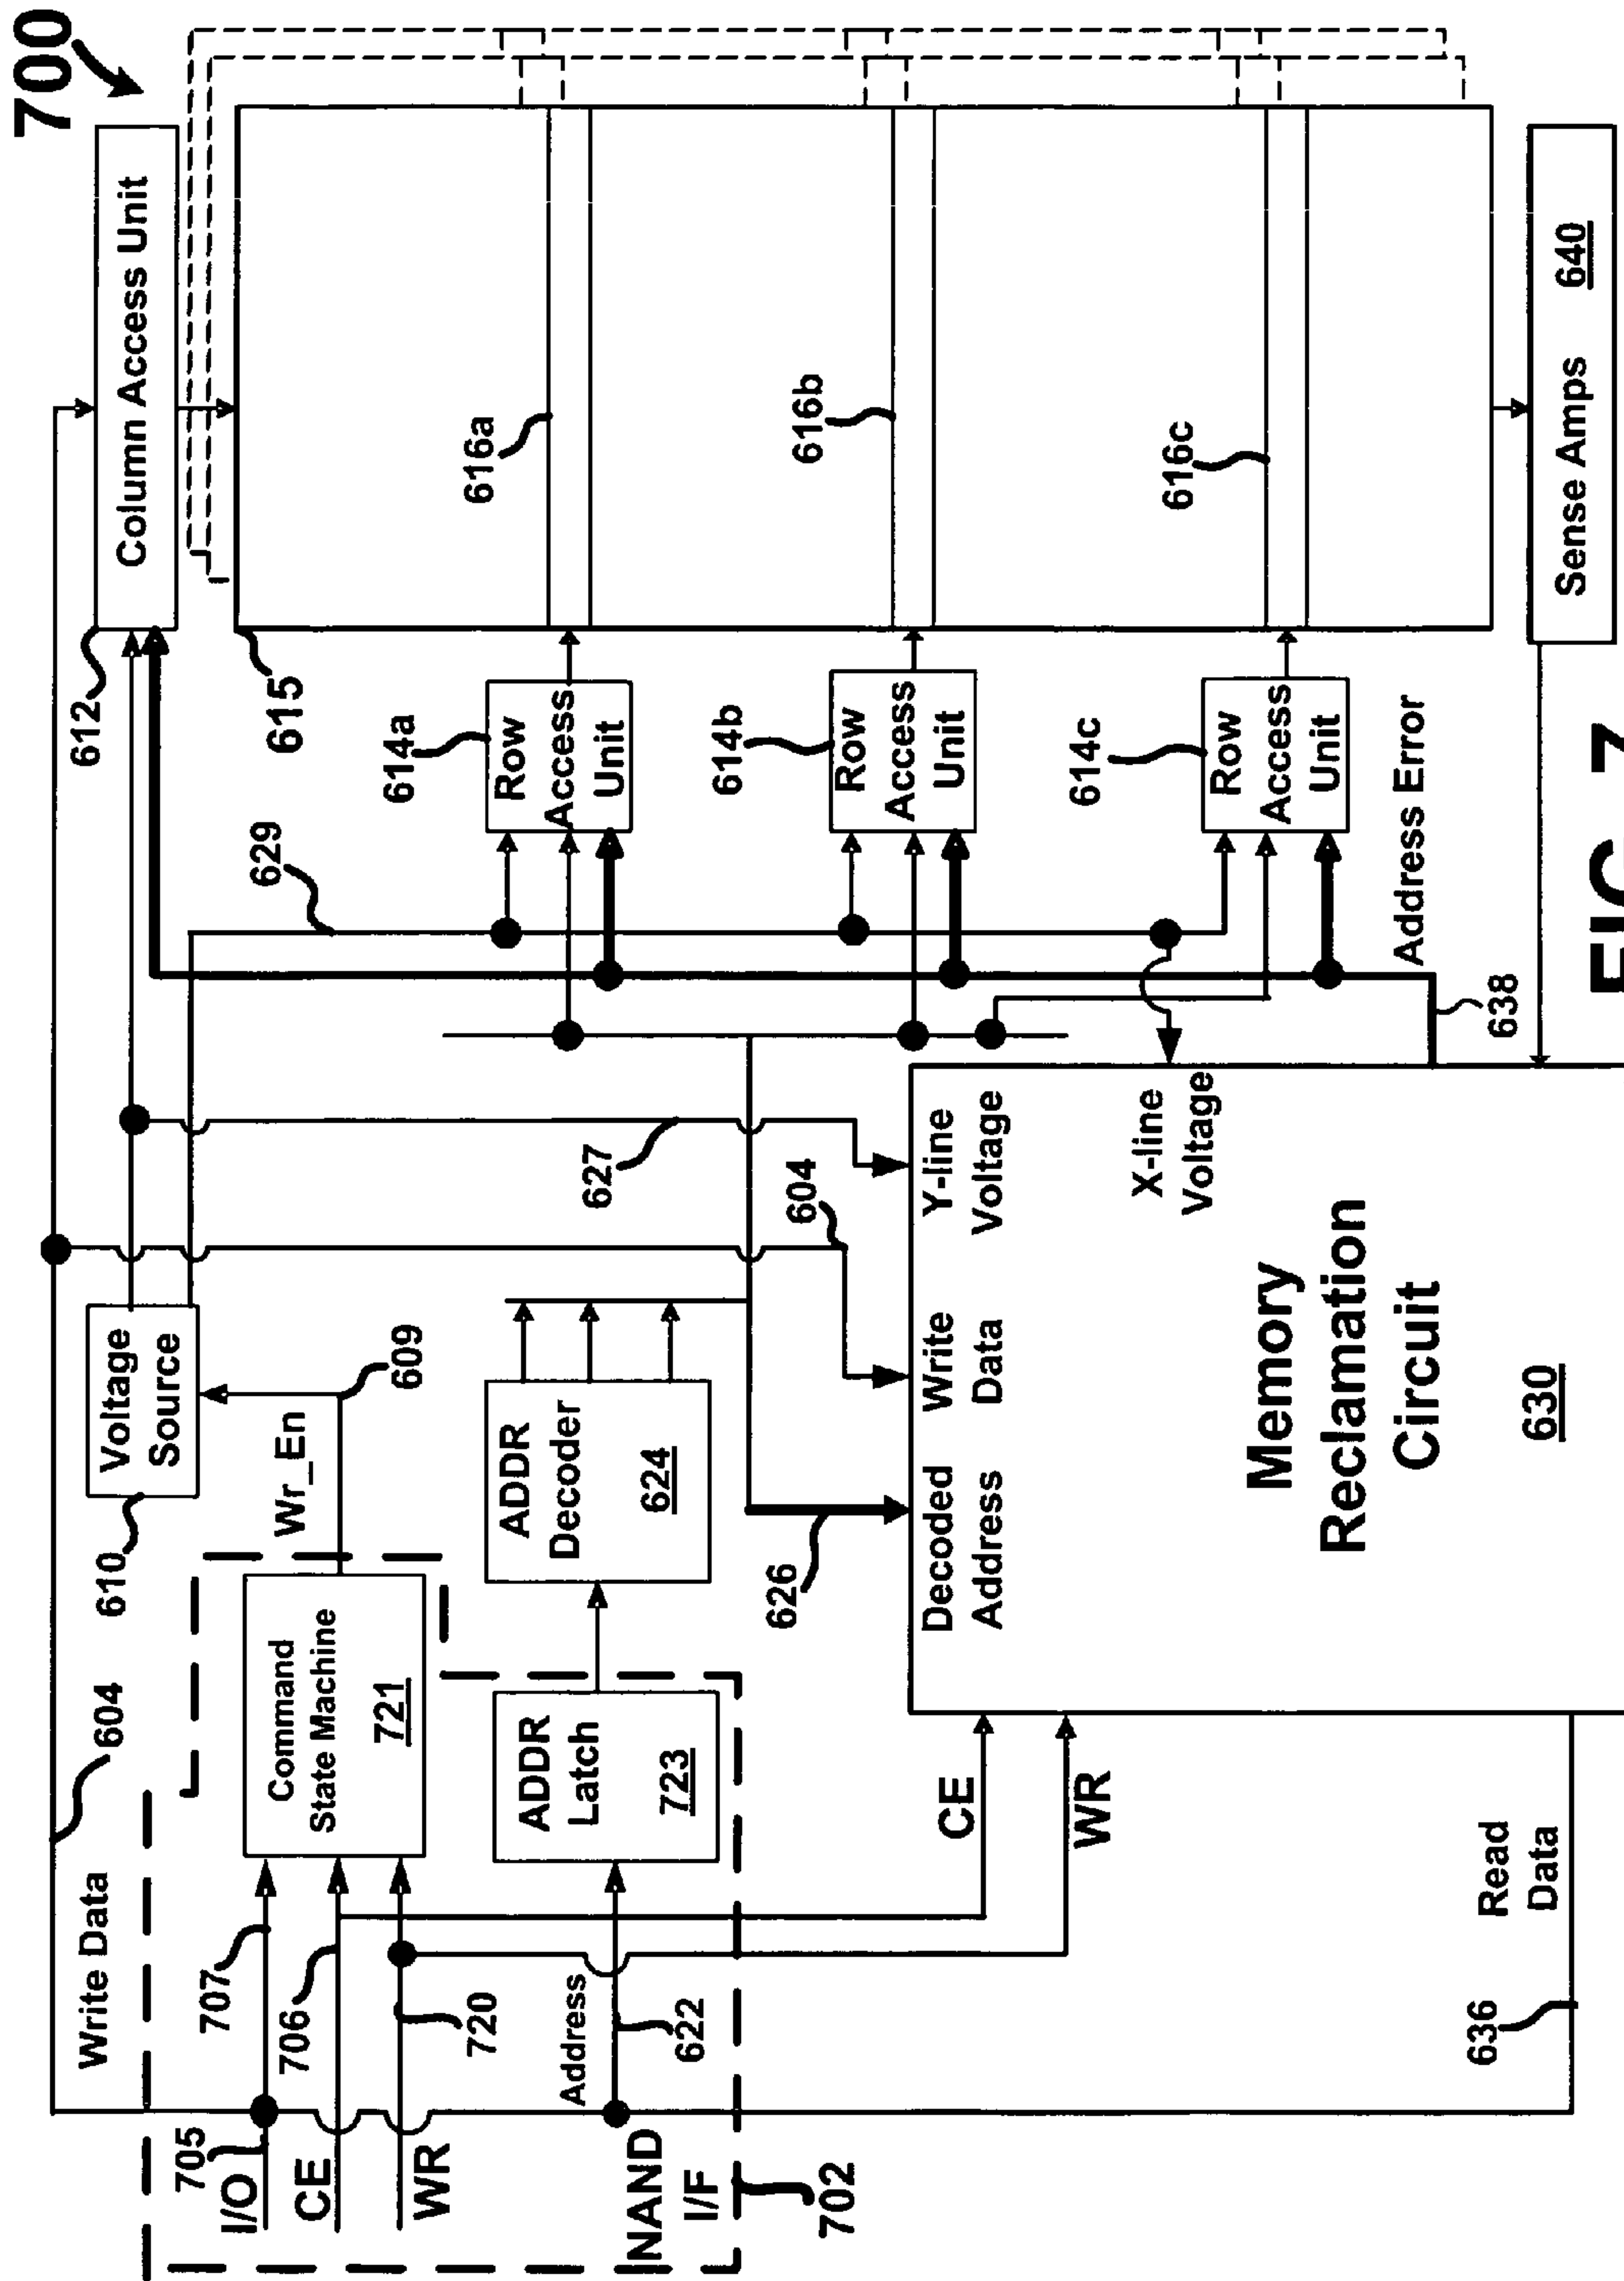 700
Column Access Unit
612
615
616a
616b
616c
614a
Row
Access
Unit
614b
Row
Access
Unit
614c
Row
Access
Unit
Sense Amps 640
Address Error
638
629
627
604
Voltage
Source
610
Wr_En
609
ADDR
Decoder
624
626
Decoded
Address
Write
Data
Y-line
Voltage
X-line
Voltage
Memory
Reclamation
Circuit
630
Command
State Machine
721
ADDR
Latch
723
604
Write Data
707
706
720
Address
622
705
I/O
CE
WR
NAND
I/F
702
CE
WR
Read
Data
636
FIG. 7